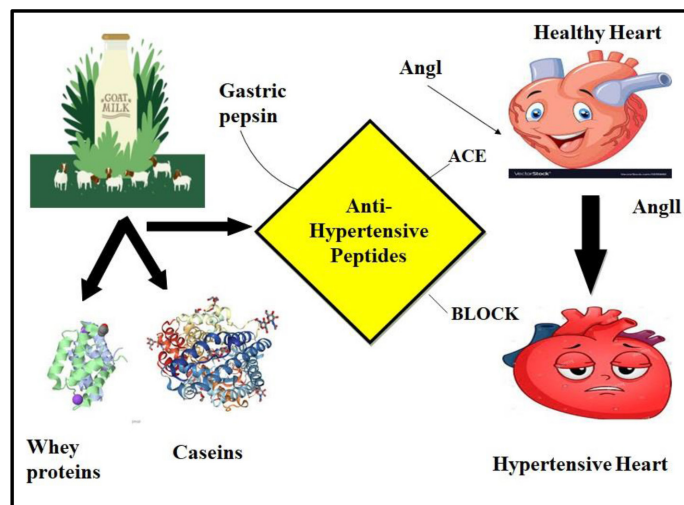 Healthy Heart
GOAT
MILK
Gastric
pepsin
AngI
ACE
VectorStock
Anti-
Hypertensive
Peptides
AngII
BLOCK
Whey
proteins
Caseins
Hypertensive Heart